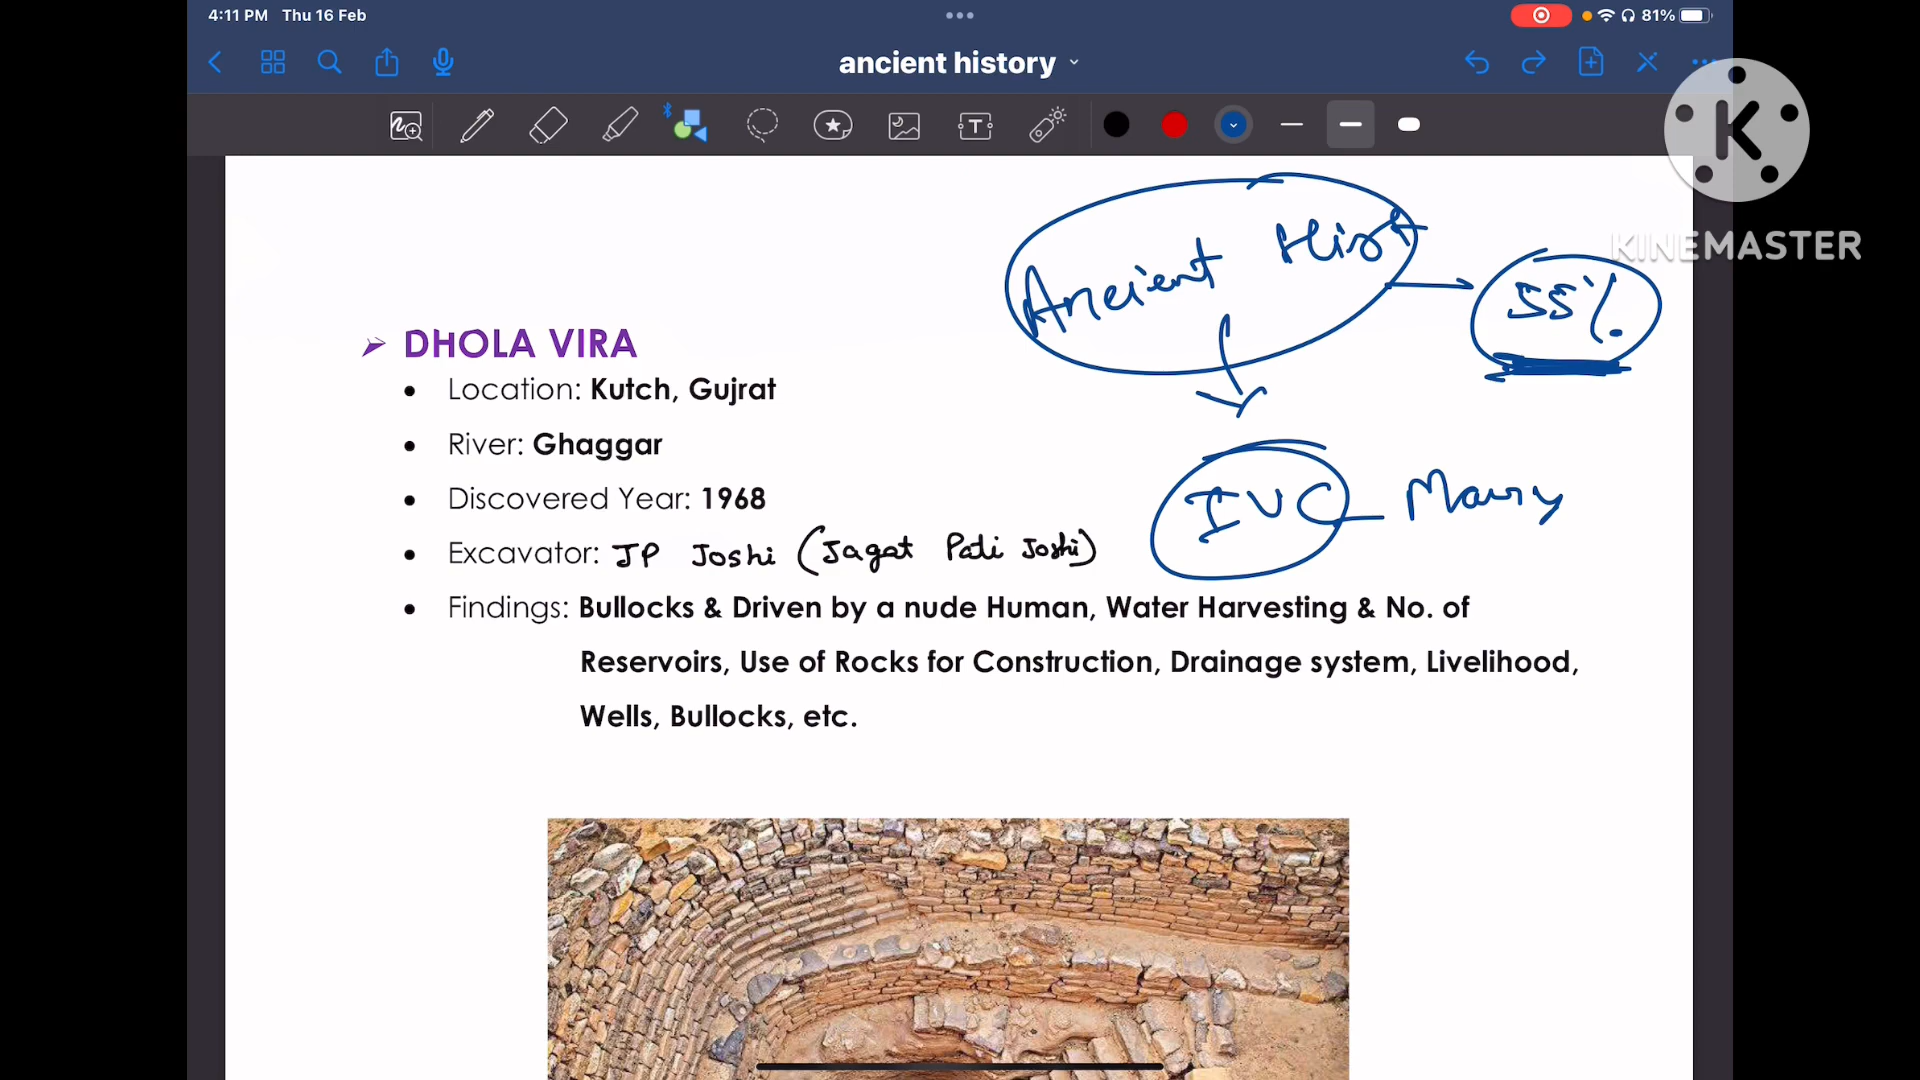 4:11 PM Thu 16 Feb
81%
ancient history
K
KINEMASTER
T
Ancient Hist
55%
DHOLA VIRA
Location: Kutch, Gujrat
River: Ghaggar
Discovered Year: 1968
IVC
Excavator: JP Joshi (Jagat Pati Joshi)
Findings: Bullocks & Driven by a nude Human, Water Harvesting & No. of
Reservoirs, Use of Rocks for Construction, Drainage system, Livelihood,
Wells, Bullocks, etc.